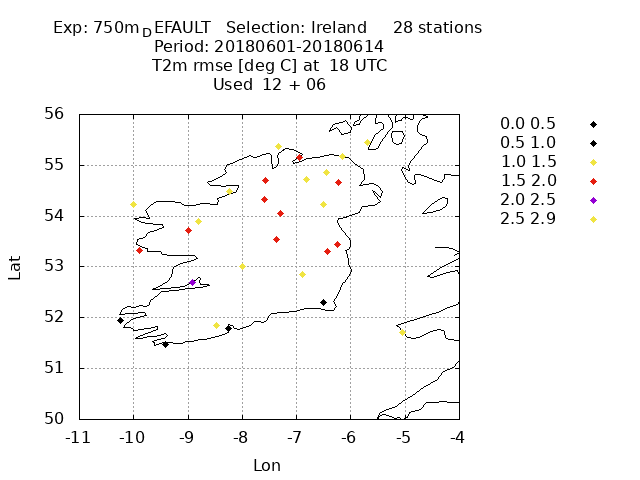 Exp: 750mDEFAULT Selection: Ireland 28 stations
Period: 20180601-20180614
T2m rmse [deg C] at 18 UTC
Used 12 + 06
56
55
54
53
52
51
50
-11 -10 -9 -8 -7 -6 -5 -4
Lat
Lon
0.0 0.5
0.5 1.0
1.0 1.5
1.5 2.0
2.0 2.5
2.5 2.9